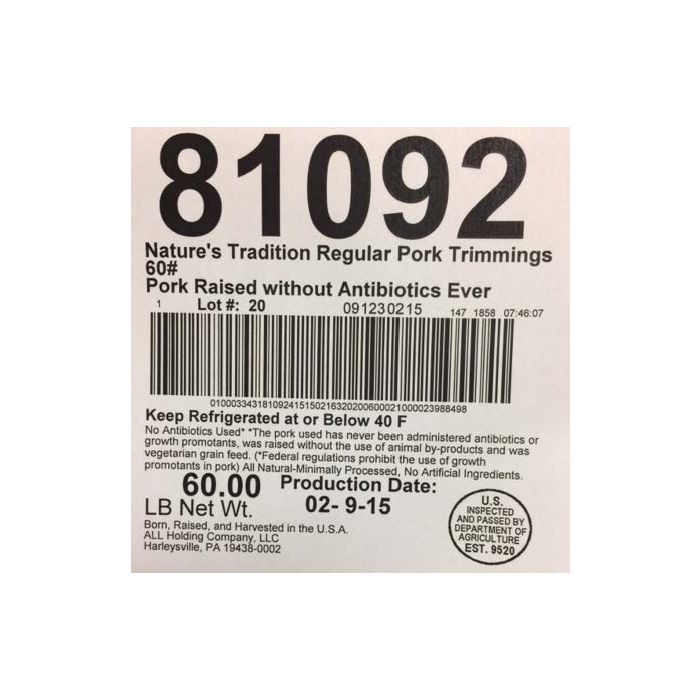 81092
Nature's Tradition Regular Pork Trimmings
60#
Pork Raised without Antibiotics Ever
1 Lot #: 20 091230215 147 1858 07:46:07
010003343181092415150216320200600021000023988498
Keep Refrigerated at or Below 40 F
No Antibiotics Used* *The pork used has never been administered antibiotics or
growth promotants, was raised without the use of animal by-products and was
vegetarian grain feed. (*Federal regulations prohibit the use of growth
promotants in pork) All Natural-Minimally Processed, No Artificial Ingredients.
60.00 Production Date:
LB Net Wt. 02- 9-15
Born, Raised, and Harvested in the U.S.A.
ALL Holding Company, LLC
Harleysville, PA 19438-0002
U.S.
INSPECTED
AND PASSED BY
DEPARTMENT OF
AGRICULTURE
EST. 9520